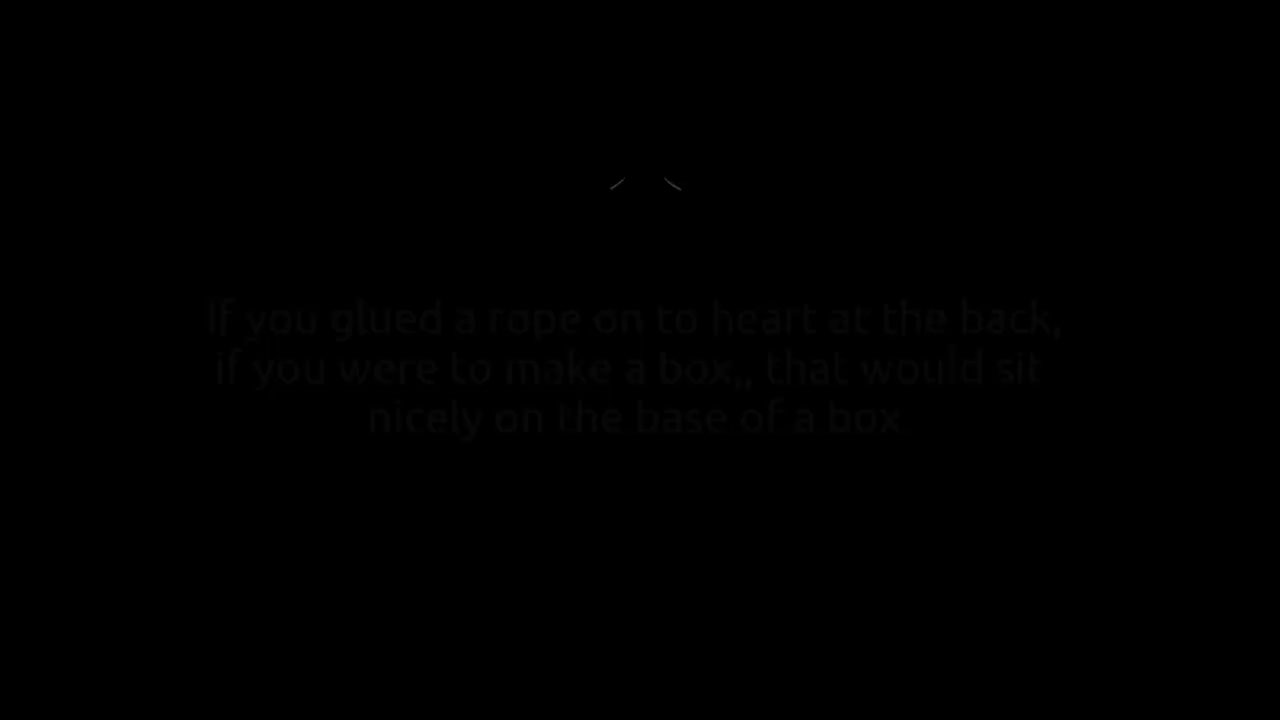 If you glued a rope on to heart at the back,
if you were to make a box,, that would sit
nicely on the base of a box